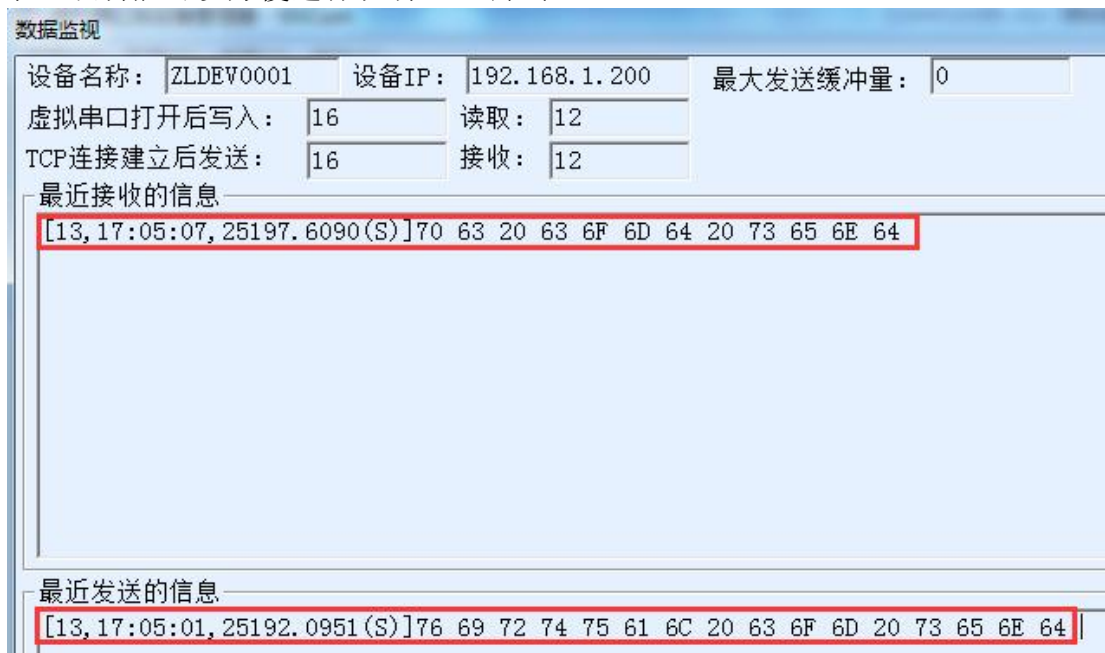 数据监视
设备名称： ZLDEV0001 设备IP： 192.168.1.200 最大发送缓冲量： 0
虚拟串口打开后写入： 16 读取： 12
TCP连接建立后发送： 16 接收： 12
最近接收的信息
[13,17:05:07,25197.6090(S)]70 63 20 63 6F 6D 64 20 73 65 6E 64
最近发送的信息
[13,17:05:01,25192.0951(S)]76 69 72 74 75 61 6C 20 63 6F 6D 20 73 65 6E 64